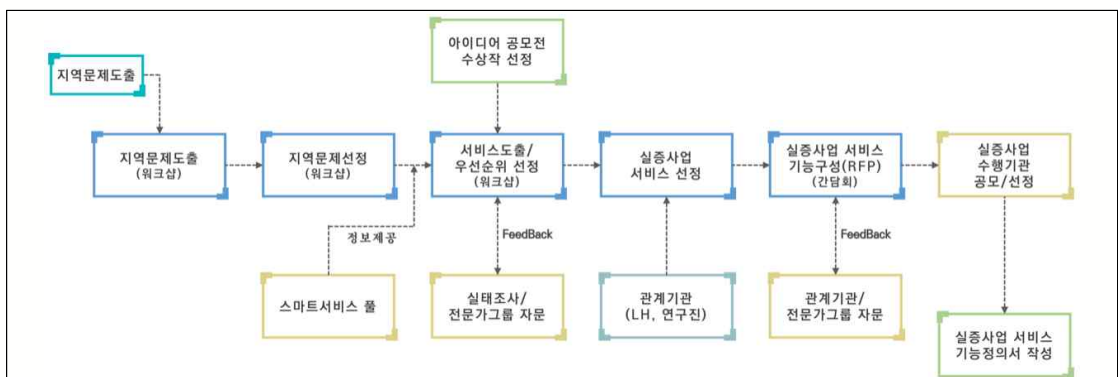 아이디어 공모전
수상작 선정
지역문제도출
지역문제도출
(워크샵)
지역문제선정
(워크샵)
서비스도출/
우선순위 선정
(워크샵)
실증사업
서비스 선정
실증사업 서비스
기능구성(RFP)
(간담회)
실증사업
수행기관
공모/선정
정보제공
FeedBack
FeedBack
스마트서비스 풀
실태조사/
전문가그룹 자문
관계기관
(LH, 연구진)
관계기관/
전문가그룹 자문
실증사업 서비스
기능정의서 작성